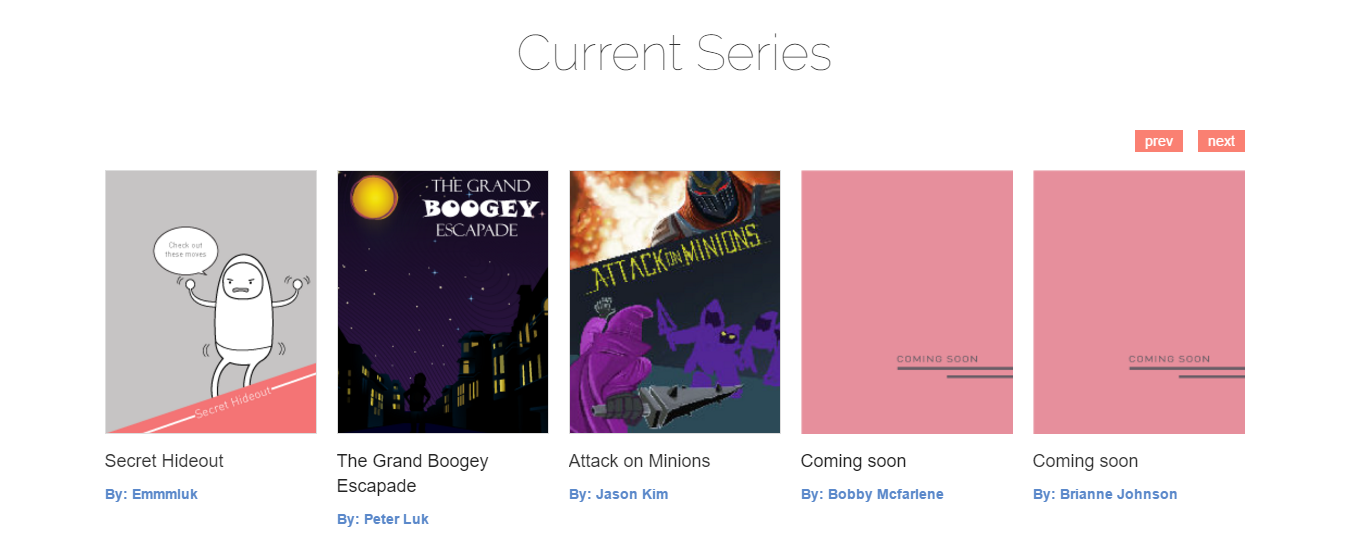 Current Series
prev next
Check out
these moves
Secret Hideout
THE GRAND
BOOGEY
ESCAPADE
ATTACK ON MINIONS
COMING SOON
COMING SOON
Secret Hideout
By: Emmmluk
The Grand Boogey
Escapade
By: Peter Luk
Attack on Minions
By: Jason Kim
Coming soon
By: Bobby Mcfarlene
Coming soon
By: Brianne Johnson